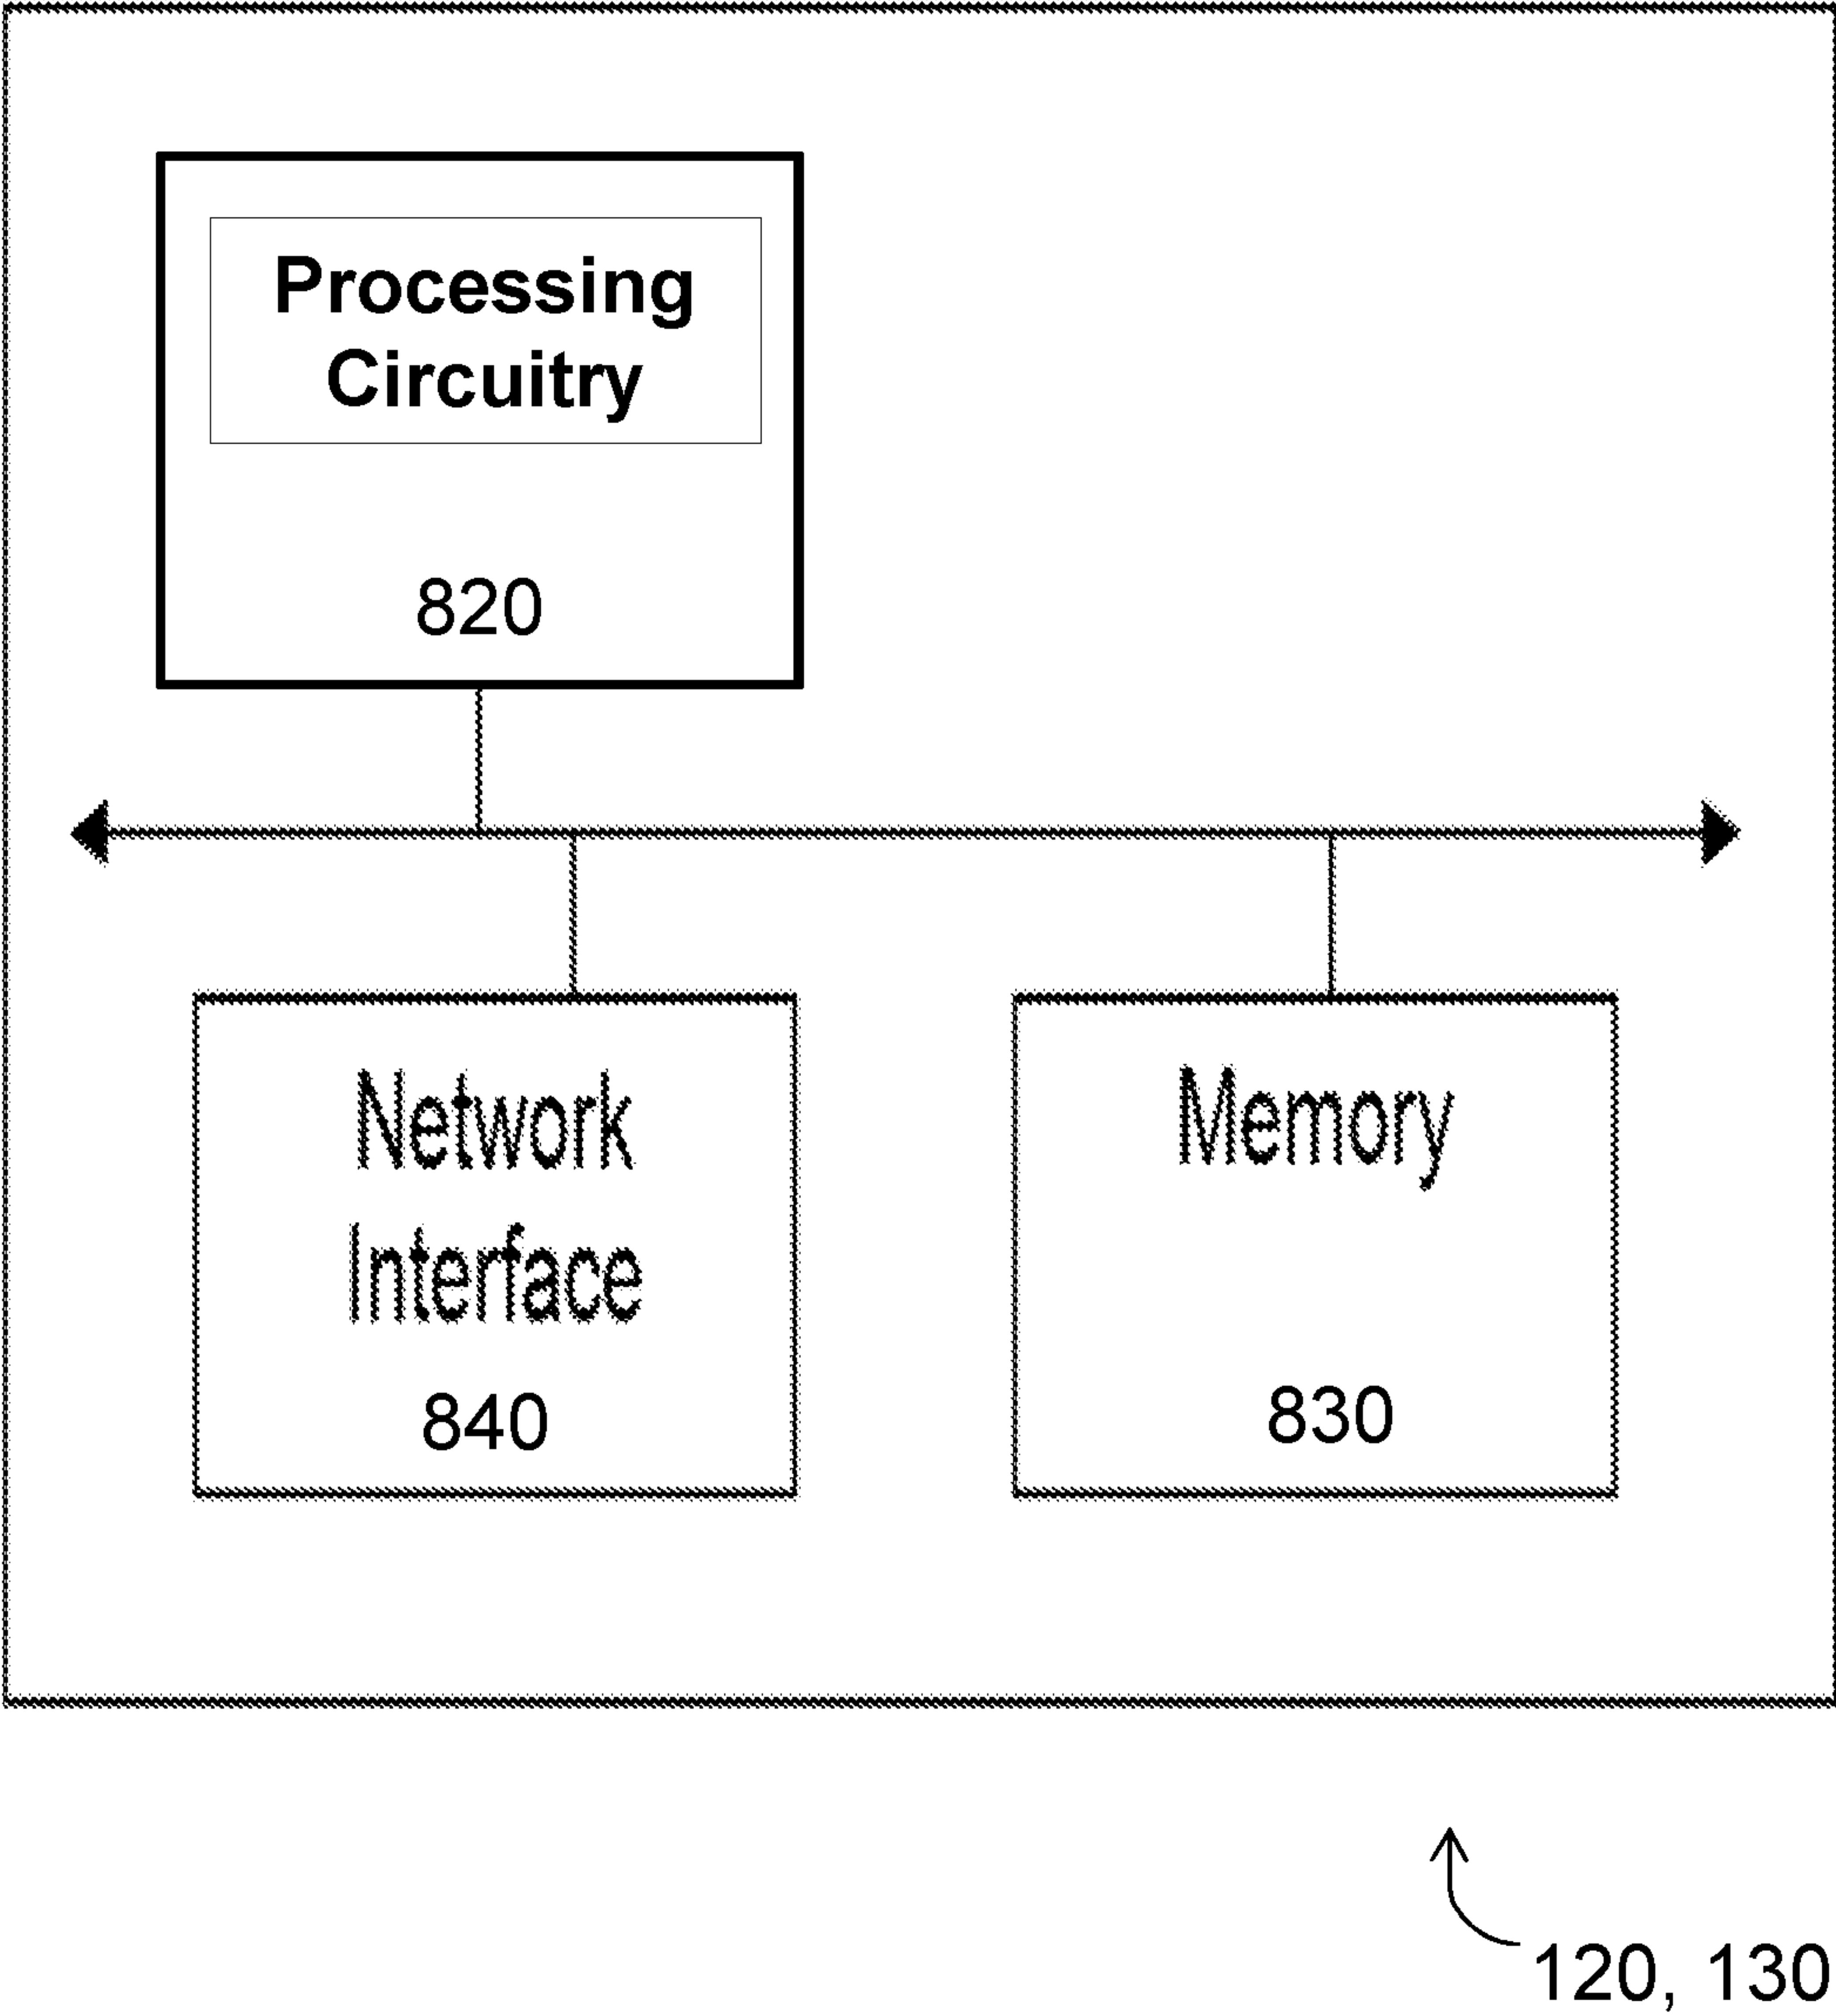 Processing
Circuitry
820
Network
Interface
840
Memory
830
120, 130